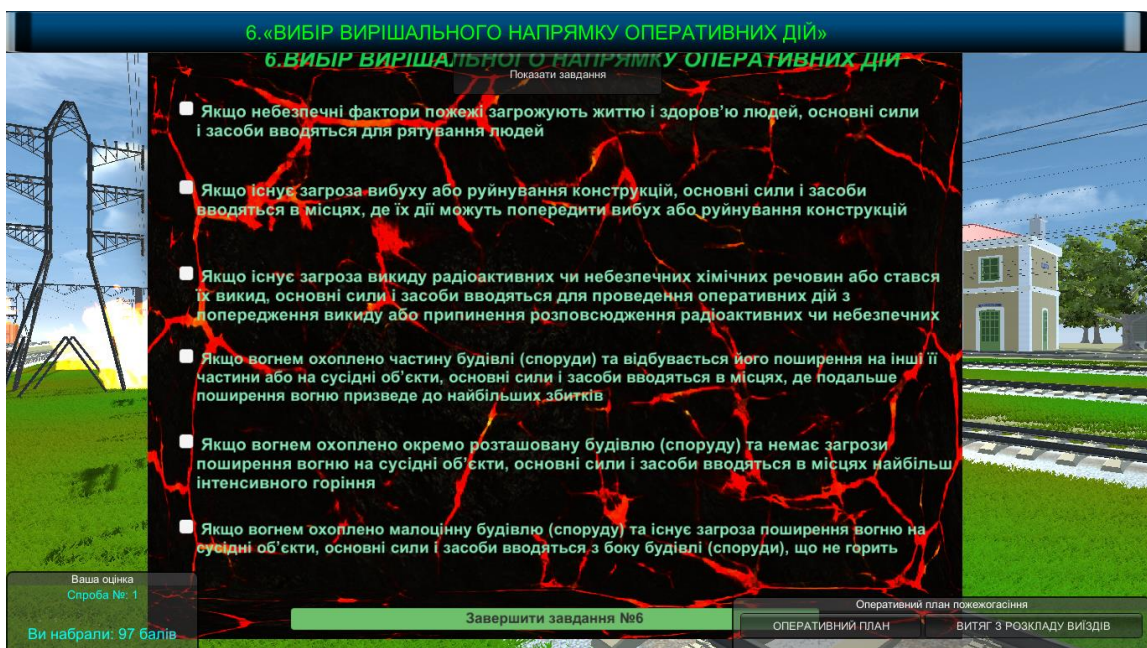 6.«ВИБІР ВИРІШАЛЬНОГО НАПРЯМКУ ОПЕРАТИВНИХ ДІЙ»
6.ВИБІР ВИРІШАЛЬНОГО НАПРЯМКУ ОПЕРАТИВНИХ ДІЙ
Показати завдання
Якщо небезпечні фактори пожежі загрожують життю і здоров’ю людей, основні сили
і засоби вводяться для рятування людей
Якщо існує загроза вибуху або руйнування конструкцій, основні сили і засоби
вводяться в місцях, де їх дії можуть попередити вибух або руйнування конструкцій
Якщо існує загроза викиду радіоактивних чи небезпечних хімічних речовин або стався
їх викид, основні сили і засоби вводяться для проведення оперативних дій з
попередження викиду або припинення розповсюдження радіоактивних чи небезпечних
Якщо вогнем охоплено частину будівлі (споруди) та відбувається його поширення на інші її
частини або на сусідні об’єкти, основні сили і засоби вводяться в місцях, де подальше
поширення вогню призведе до найбільших збитків
Якщо вогнем охоплено окремо розташовану будівлю (споруду) та немає загрози
поширення вогню на сусідні об’єкти, основні сили і засоби вводяться в місцях найбільш
інтенсивного горіння
Якщо вогнем охоплено малоцінну будівлю (споруду) та існує загроза поширення вогню на
сусідні об’єкти, основні сили і засоби вводяться з боку будівлі (споруди), що не горить
Ваша оцінка
Спроба №: 1
Ви набрали: 97 балів
Завершити завдання №6
Оперативний план пожежогасіння
ОПЕРАТИВНИЙ ПЛАН
ВИТЯГ З РОЗКЛАДУ ВИЇЗДІВ